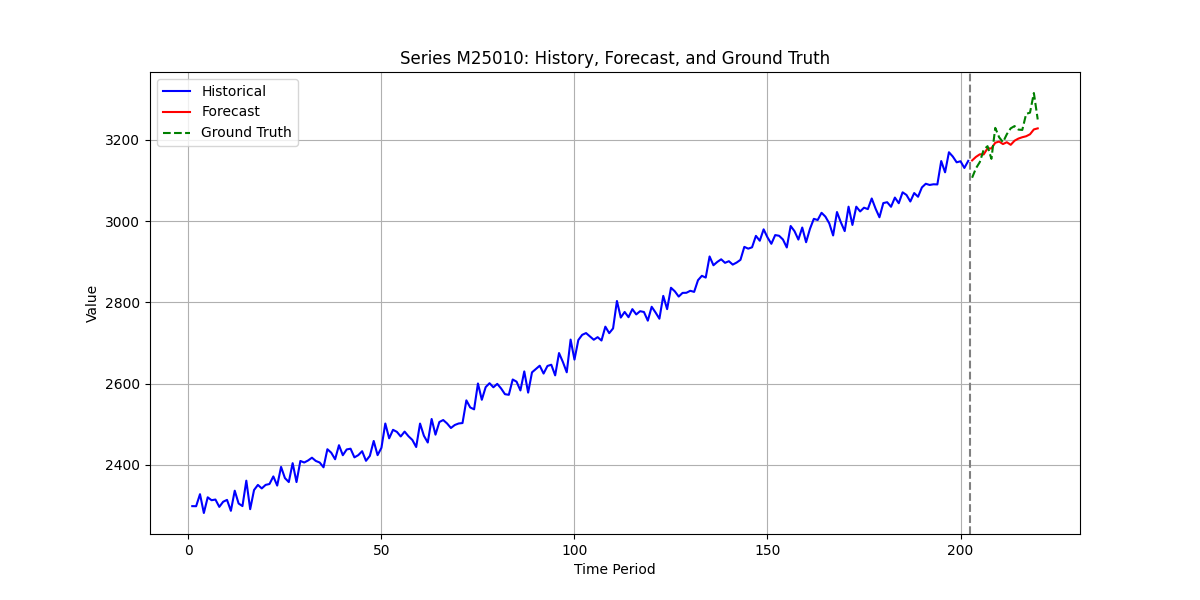 Series M25010: History, Forecast, and Ground Truth
Historical
Forecast
Ground Truth
Value
3200
3000
2800
2600
2400
0
50
100
150
200
Time Period